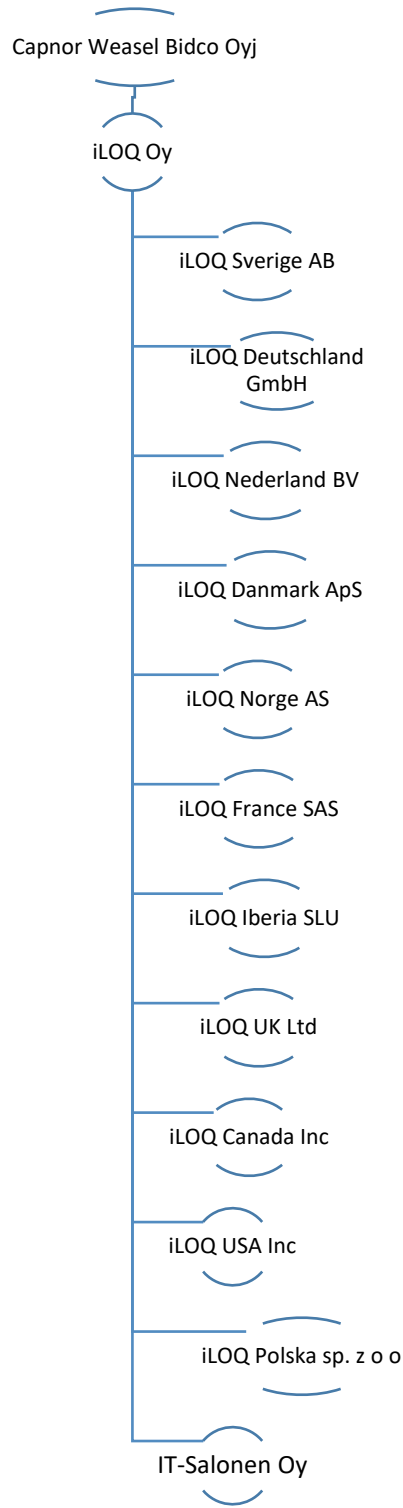 Capnor Weasel Bidco Oyj
iLOQ Oy
iLOQ Sverige AB
iLOQ Deutschland
GmbH
iLOQ Nederland BV
iLOQ Danmark ApS
iLOQ Norge AS
iLOQ France SAS
iLOQ Iberia SLU
iLOQ UK Ltd
iLOQ Canada Inc
iLOQ USA Inc
iLOQ Polska sp. z o o
IT-Salonen Oy